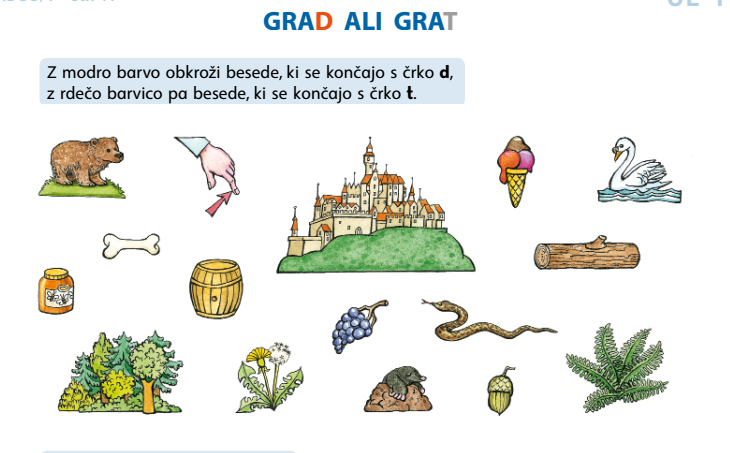 GRAD ALI GRAT
Z modro barvo obkroži besede, ki se končajo s črko d,
z rdečo barvico pa besede, ki se končajo s črko t.